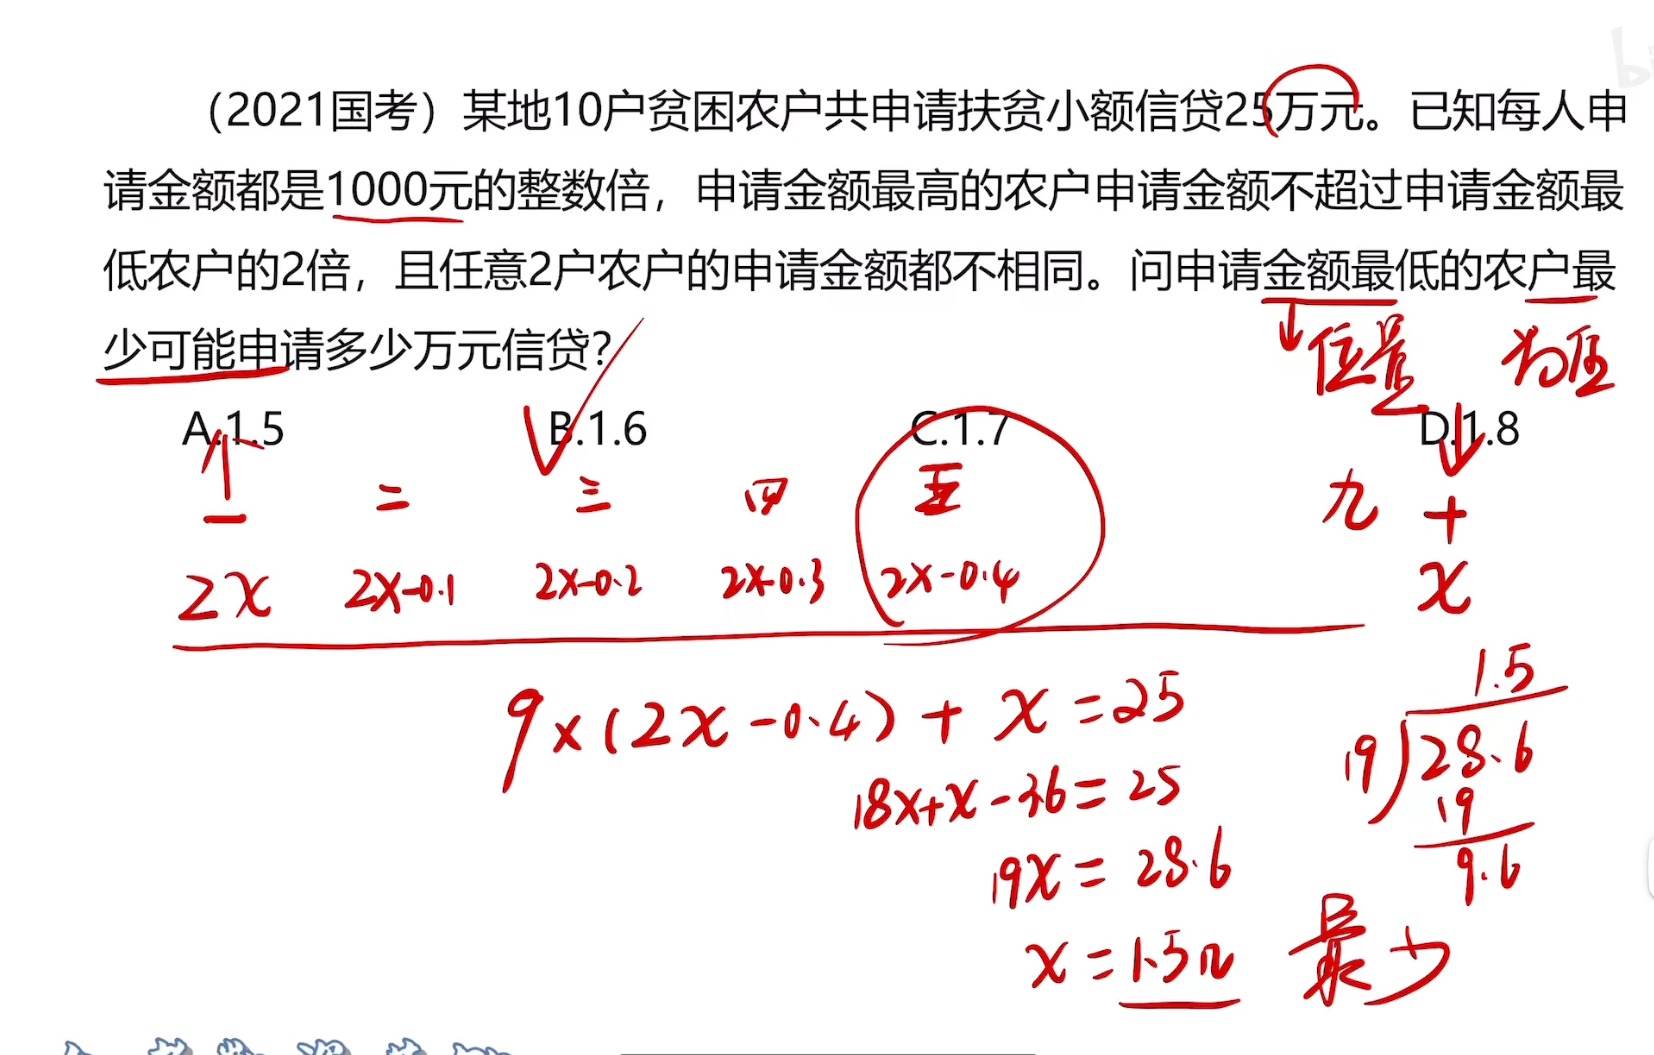 （2021国考）某地10户贫困农户共申请扶贫小额信贷25万元。已知每人申
请金额都是1000元的整数倍，申请金额最高的农户申请金额不超过申请金额最
低农户的2倍，且任意2户农户的申请金额都不相同。问申请金额最低的农户最
少可能申请多少万元信贷？
位置 为伍
A.1.5 B.1.6 C.1.7 D.1.8
一 二 三 四 五 九 十
2x 2x-0.1 2x-0.2 2x-0.3 2x-0.4 x
9×(2x-0.4)+x=25
18x+x-3.6=25
19x=28.6
x=1.5 最少
1.5
19 28.6
19
9.6